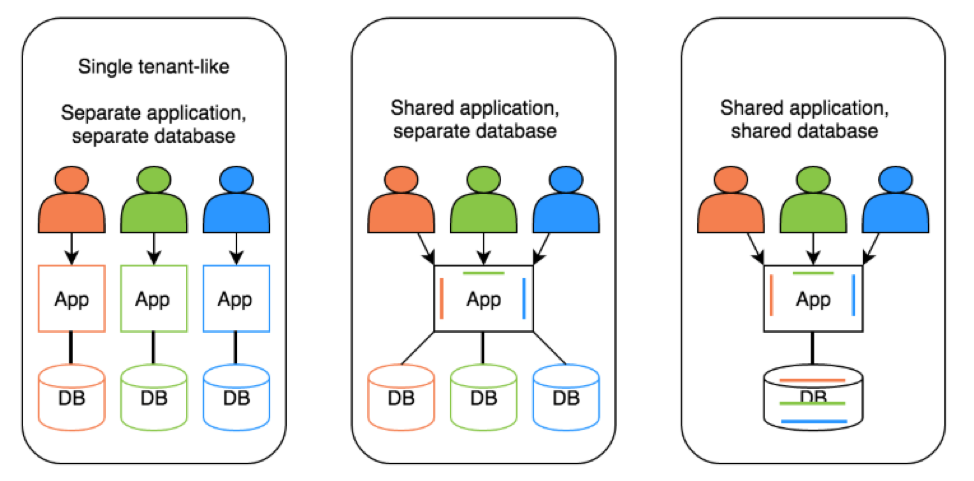 Single tenant-like
Separate application,
separate database
App
App
App
DB
DB
DB
Shared application,
separate database
App
DB
DB
DB
Shared application,
shared database
App
DB